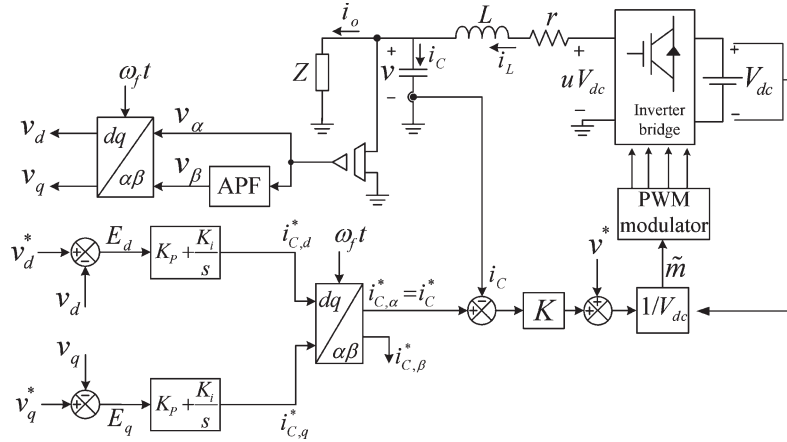 i_o
L
r
Z
+
v
−
i_C
i_L
+
uV_dc
−
Inverter
bridge
+
V_dc
−
ω_f t
v_d
dq
v_α
v_q
αβ
v_β
APF
PWM
modulator
v_d^*
+
−
E_d
K_P + K_i/s
i_{C,d}^*
ω_f t
v_d
dq
αβ
i_{C,α}^* = i_C^*
i_{C,β}^*
i_C
+
−
K
v^*
+
−
m̃
1/V_dc
v_q
v_q^*
+
−
E_q
K_P + K_i/s
i_{C,q}^*